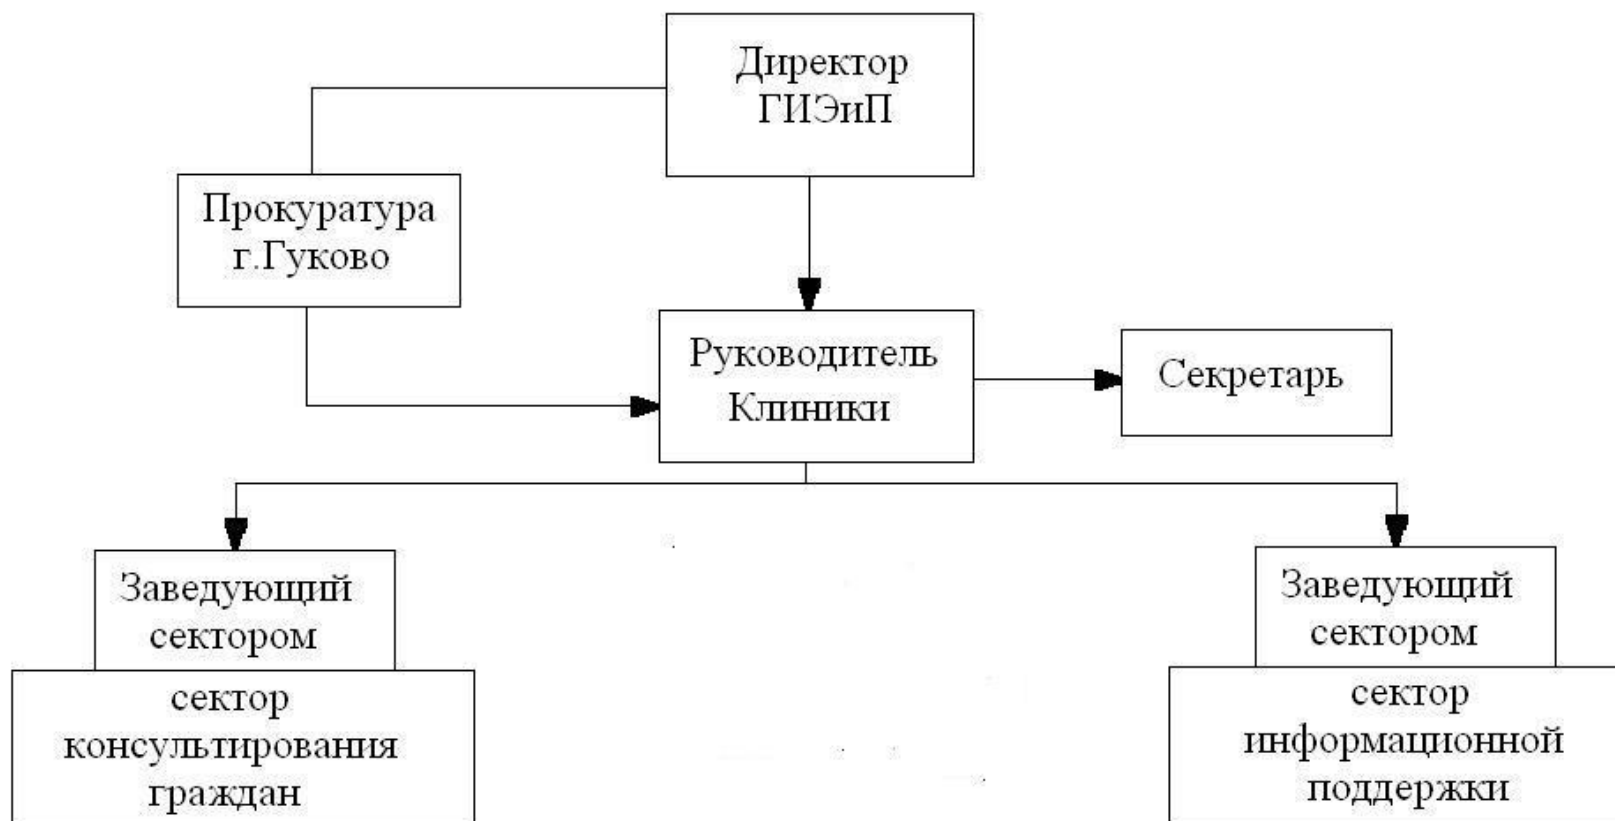 Директор
ГИЭиП
Прокуратура
г.Гуково
Руководитель
Клиники
Секретарь
Заведующий
сектором
сектор
консультирования
граждан
Заведующий
сектором
сектор
информационной
поддержки